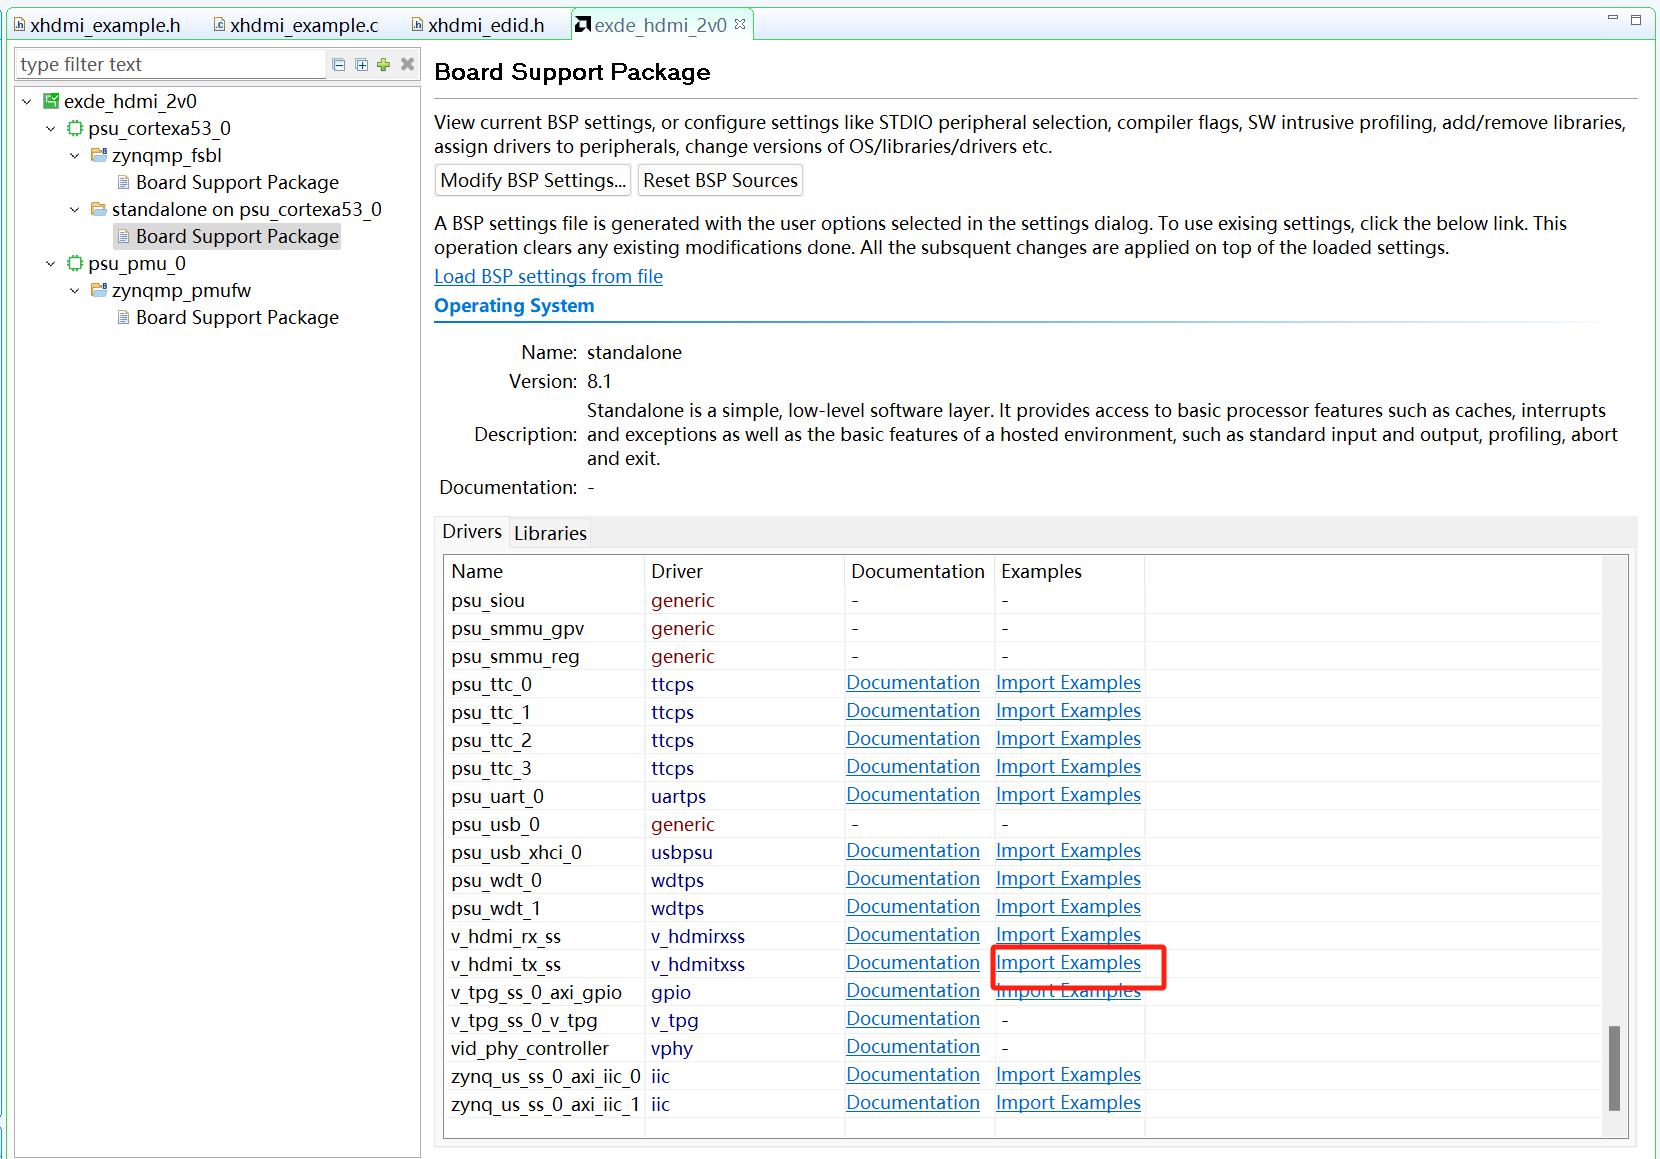 xhdmi_example.h
xhdmi_example.c
xhdmi_edid.h
exde_hdmi_2v0
type filter text
exde_hdmi_2v0
psu_cortexa53_0
zynqmp_fsbl
Board Support Package
standalone on psu_cortexa53_0
Board Support Package
psu_pmu_0
zynqmp_pmufw
Board Support Package
Board Support Package
View current BSP settings, or configure settings like STDIO peripheral selection, compiler flags, SW intrusive profiling, add/remove libraries,
assign drivers to peripherals, change versions of OS/libraries/drivers etc.
Modify BSP Settings... Reset BSP Sources
A BSP settings file is generated with the user options selected in the settings dialog. To use exising settings, click the below link. This
operation clears any existing modifications done. All the subsquent changes are applied on top of the loaded settings.
Load BSP settings from file
Operating System
Name: standalone
Version: 8.1
Description: Standalone is a simple, low-level software layer. It provides access to basic processor features such as caches, interrupts
and exceptions as well as the basic features of a hosted environment, such as standard input and output, profiling, abort
and exit.
Documentation: -
Drivers Libraries
Name Driver Documentation Examples
psu_siou generic - -
psu_smmu_gpv generic - -
psu_smmu_reg generic - -
psu_ttc_0 ttcps Documentation Import Examples
psu_ttc_1 ttcps Documentation Import Examples
psu_ttc_2 ttcps Documentation Import Examples
psu_ttc_3 ttcps Documentation Import Examples
psu_uart_0 uartps Documentation Import Examples
psu_usb_0 generic - -
psu_usb_xhci_0 usbpsu Documentation Import Examples
psu_wdt_0 wdtps Documentation Import Examples
psu_wdt_1 wdtps Documentation Import Examples
v_hdmi_rx_ss v_hdmirxss Documentation Import Examples
v_hdmi_tx_ss v_hdmitxss Documentation Import Examples
v_tpg_ss_0_axi_gpio gpio Documentation Import Examples
v_tpg_ss_0_v_tpg v_tpg Documentation -
vid_phy_controller vphy Documentation -
zynq_us_ss_0_axi_iic_0 iic Documentation Import Examples
zynq_us_ss_0_axi_iic_1 iic Documentation Import Examples